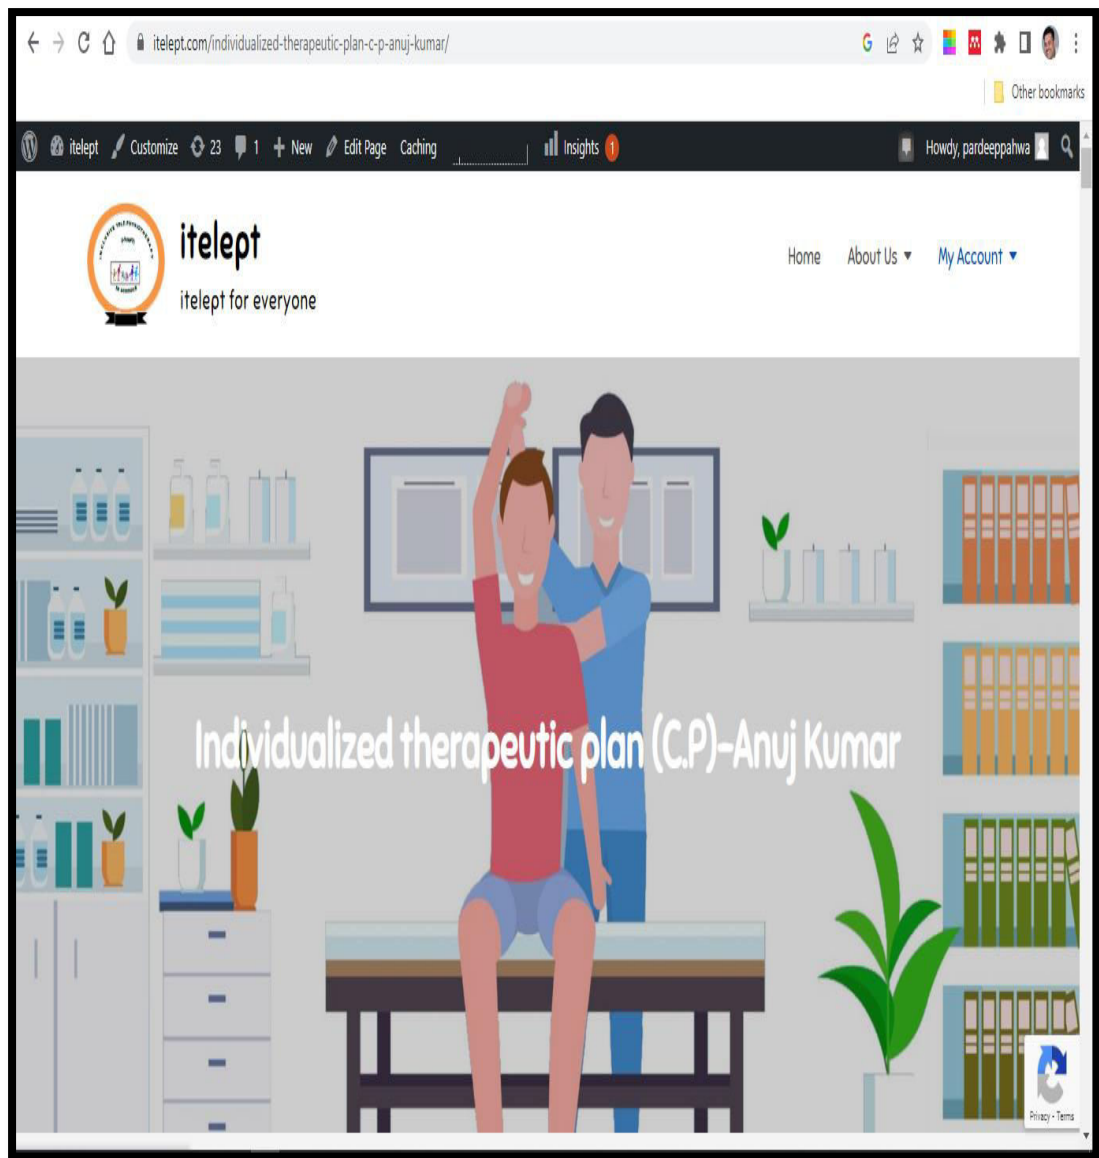 itelept.com/individualized-therapeutic-plan-c-p-anuj-kumar/
Other bookmarks
itelept Customize 23 1 New Edit Page Caching Insights 1 Howdy, pardeeppahwa
itelept
itelept for everyone
Home About Us My Account
Individualized therapeutic plan (C.P)–Anuj Kumar
Privacy - Terms